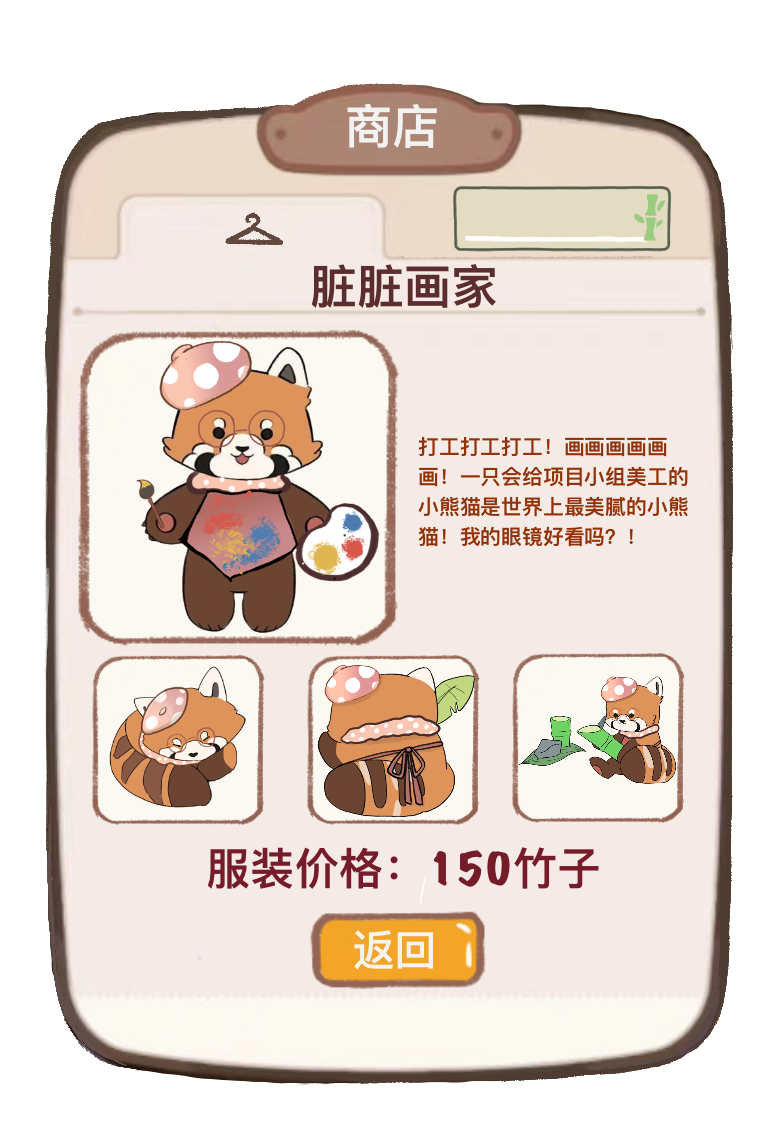 商店
脏脏画家
打工打工打工！画画画画画
画！一只会给项目小组美工的
小熊猫是世界上最美腻的小熊
猫！我的眼镜好看吗？！
服装价格：150竹子
返回